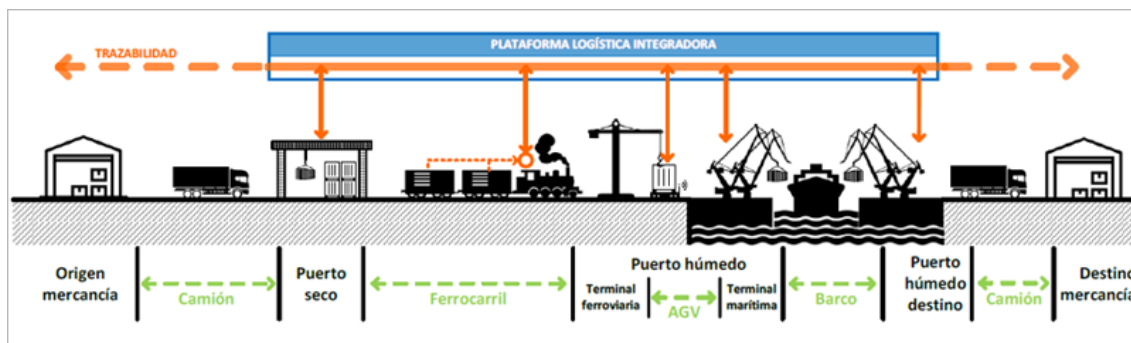 PLATAFORMA LOGÍSTICA INTEGRADORA
TRAZABILIDAD
Origen
mercancía
Camión
Puerto
seco
Ferrocarril
Puerto húmedo
Terminal
ferroviaria
AGV
Terminal
marítima
Barco
Puerto
húmedo
destino
Camión
Destino
mercancía